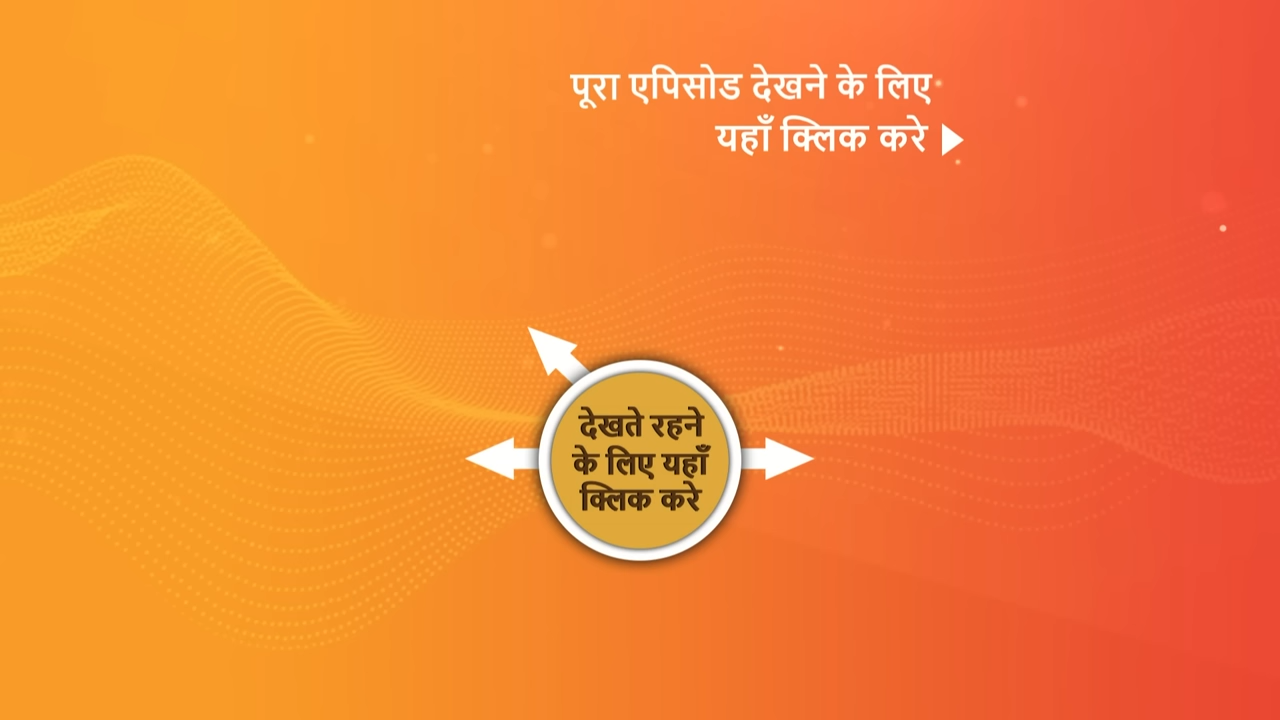 पूरा एपिसोड देखने के लिए
यहाँ क्लिक करे
देखते रहने
के लिए यहाँ
क्लिक करे